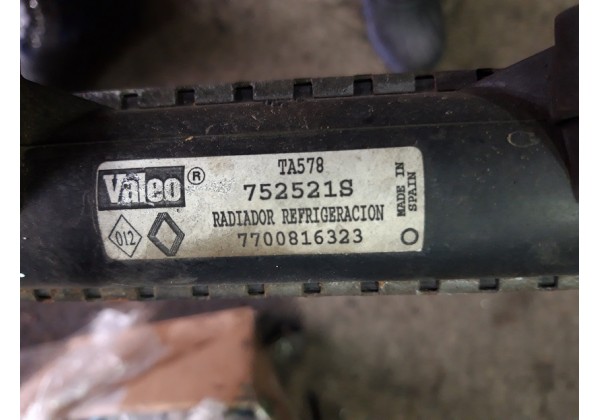 Valeo ®
TA578
752521S
RADIADOR REFRIGERACION
7700816323
012
MADE IN
SPAIN